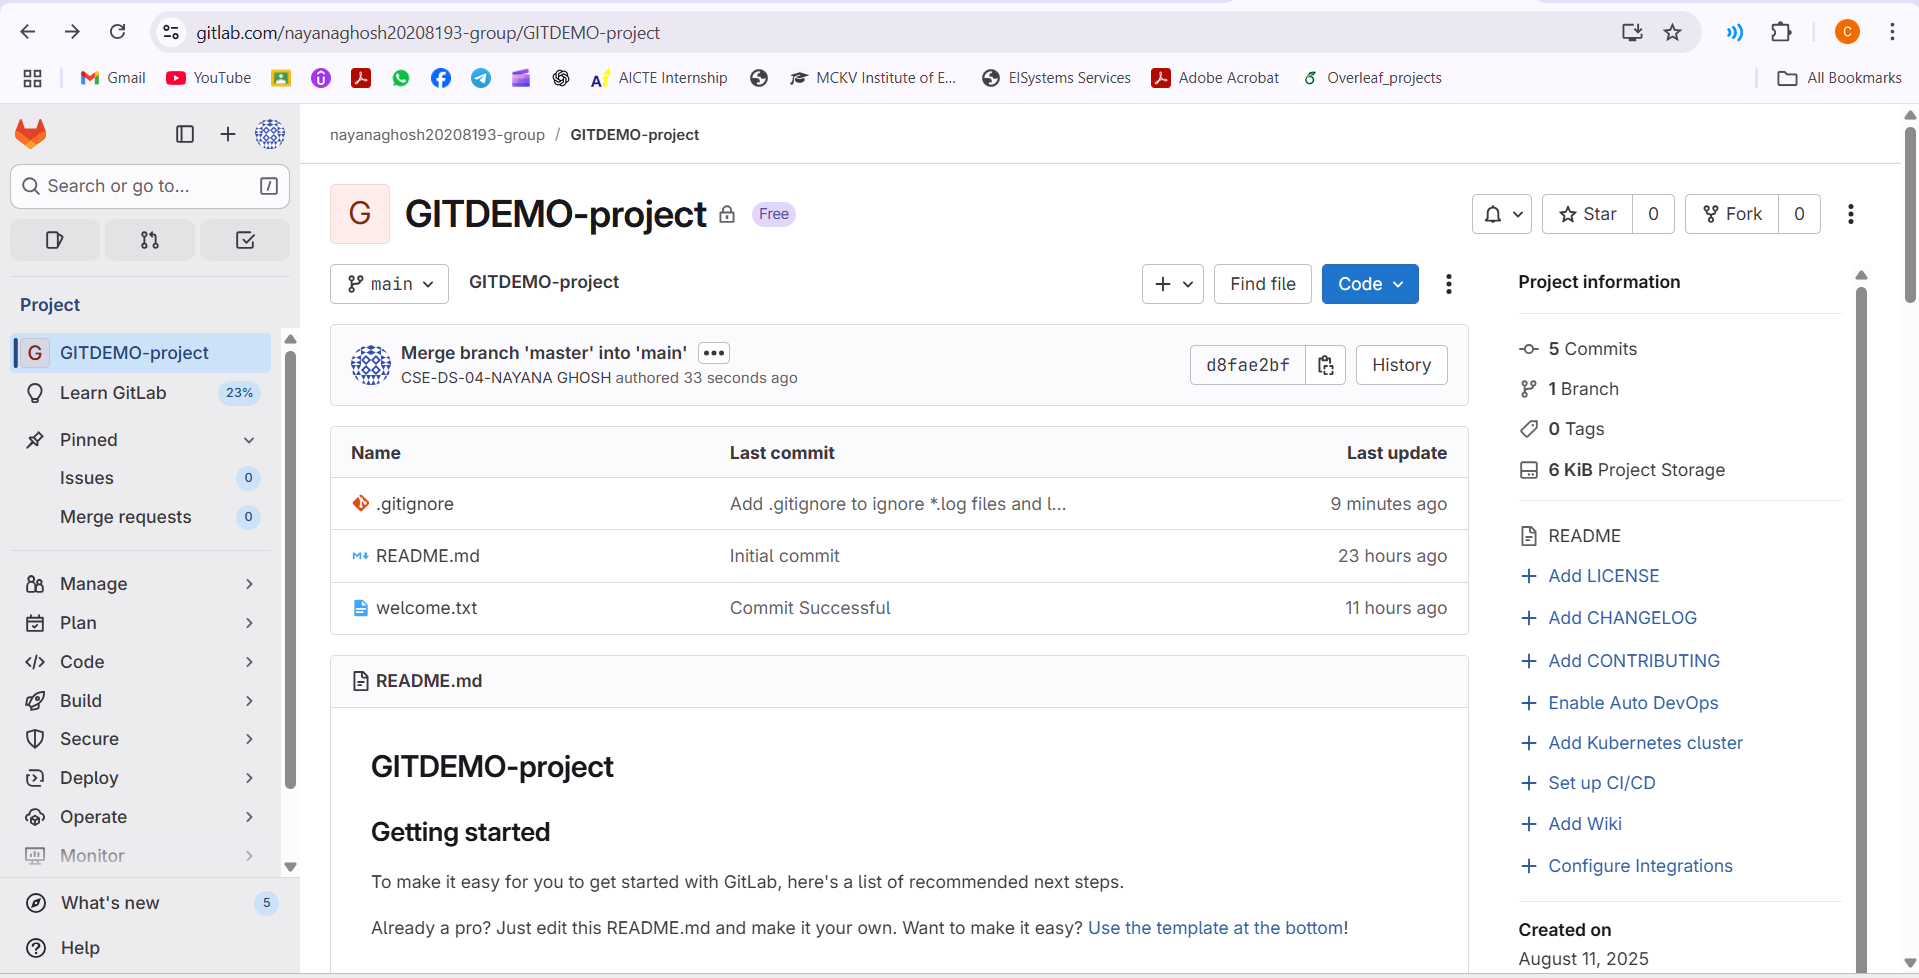 gitlab.com/nayanaghosh20208193-group/GITDEMO-project
C
Gmail
YouTube
AICTE Internship
MCKV Institute of E...
EISystems Services
Adobe Acrobat
Overleaf_projects
All Bookmarks
Search or go to...
/
Project
G GITDEMO-project
Learn GitLab 23%
Pinned
Issues 0
Merge requests 0
Manage
Plan
Code
Build
Secure
Deploy
Operate
Monitor
What's new 5
Help
nayanaghosh20208193-group / GITDEMO-project
G
GITDEMO-project
Free
Star 0
Fork 0
main
GITDEMO-project
Find file
Code
Merge branch 'master' into 'main'
CSE-DS-04-NAYANA GHOSH authored 33 seconds ago
d8fae2bf
History
Name Last commit Last update
.gitignore Add .gitignore to ignore *.log files and l... 9 minutes ago
README.md Initial commit 23 hours ago
welcome.txt Commit Successful 11 hours ago
README.md
GITDEMO-project
Getting started
To make it easy for you to get started with GitLab, here's a list of recommended next steps.
Already a pro? Just edit this README.md and make it your own. Want to make it easy? Use the template at the bottom!
Project information
5 Commits
1 Branch
0 Tags
6 KiB Project Storage
README
+ Add LICENSE
+ Add CHANGELOG
+ Add CONTRIBUTING
+ Enable Auto DevOps
+ Add Kubernetes cluster
+ Set up CI/CD
+ Add Wiki
+ Configure Integrations
Created on
August 11, 2025